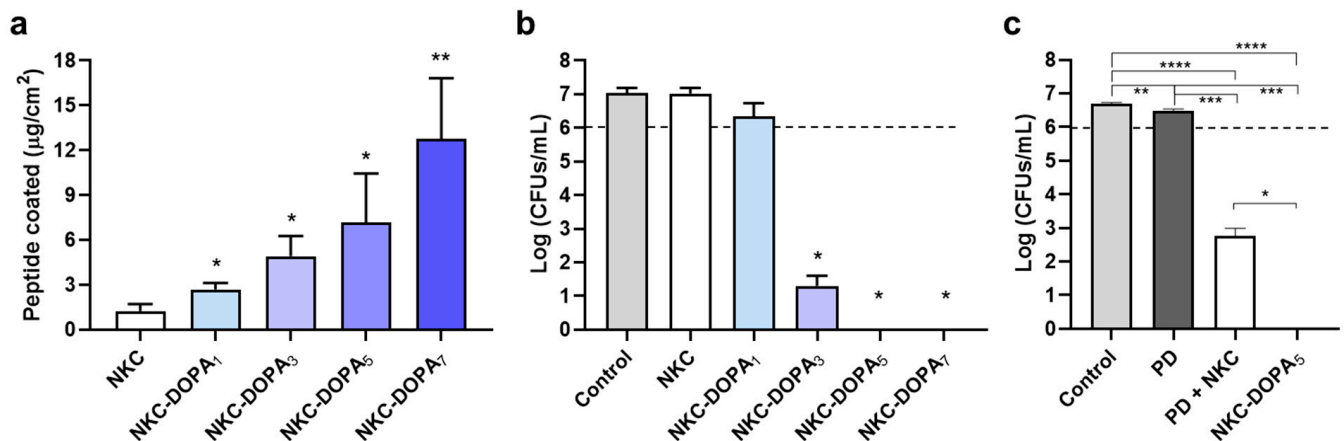 a
Peptide coated (μg/cm²)
18
15
12
9
6
3
0
*
*
*
**
NKC
NKC-DOPA₁
NKC-DOPA₃
NKC-DOPA₅
NKC-DOPA₇
b
Log (CFUs/mL)
8
7
6
5
4
3
2
1
0
*
*
*
Control
NKC
NKC-DOPA₁
NKC-DOPA₃
NKC-DOPA₅
NKC-DOPA₇
c
Log (CFUs/mL)
8
7
6
5
4
3
2
1
0
****
****
**
***
***
*
Control
PD
PD + NKC
NKC-DOPA₅